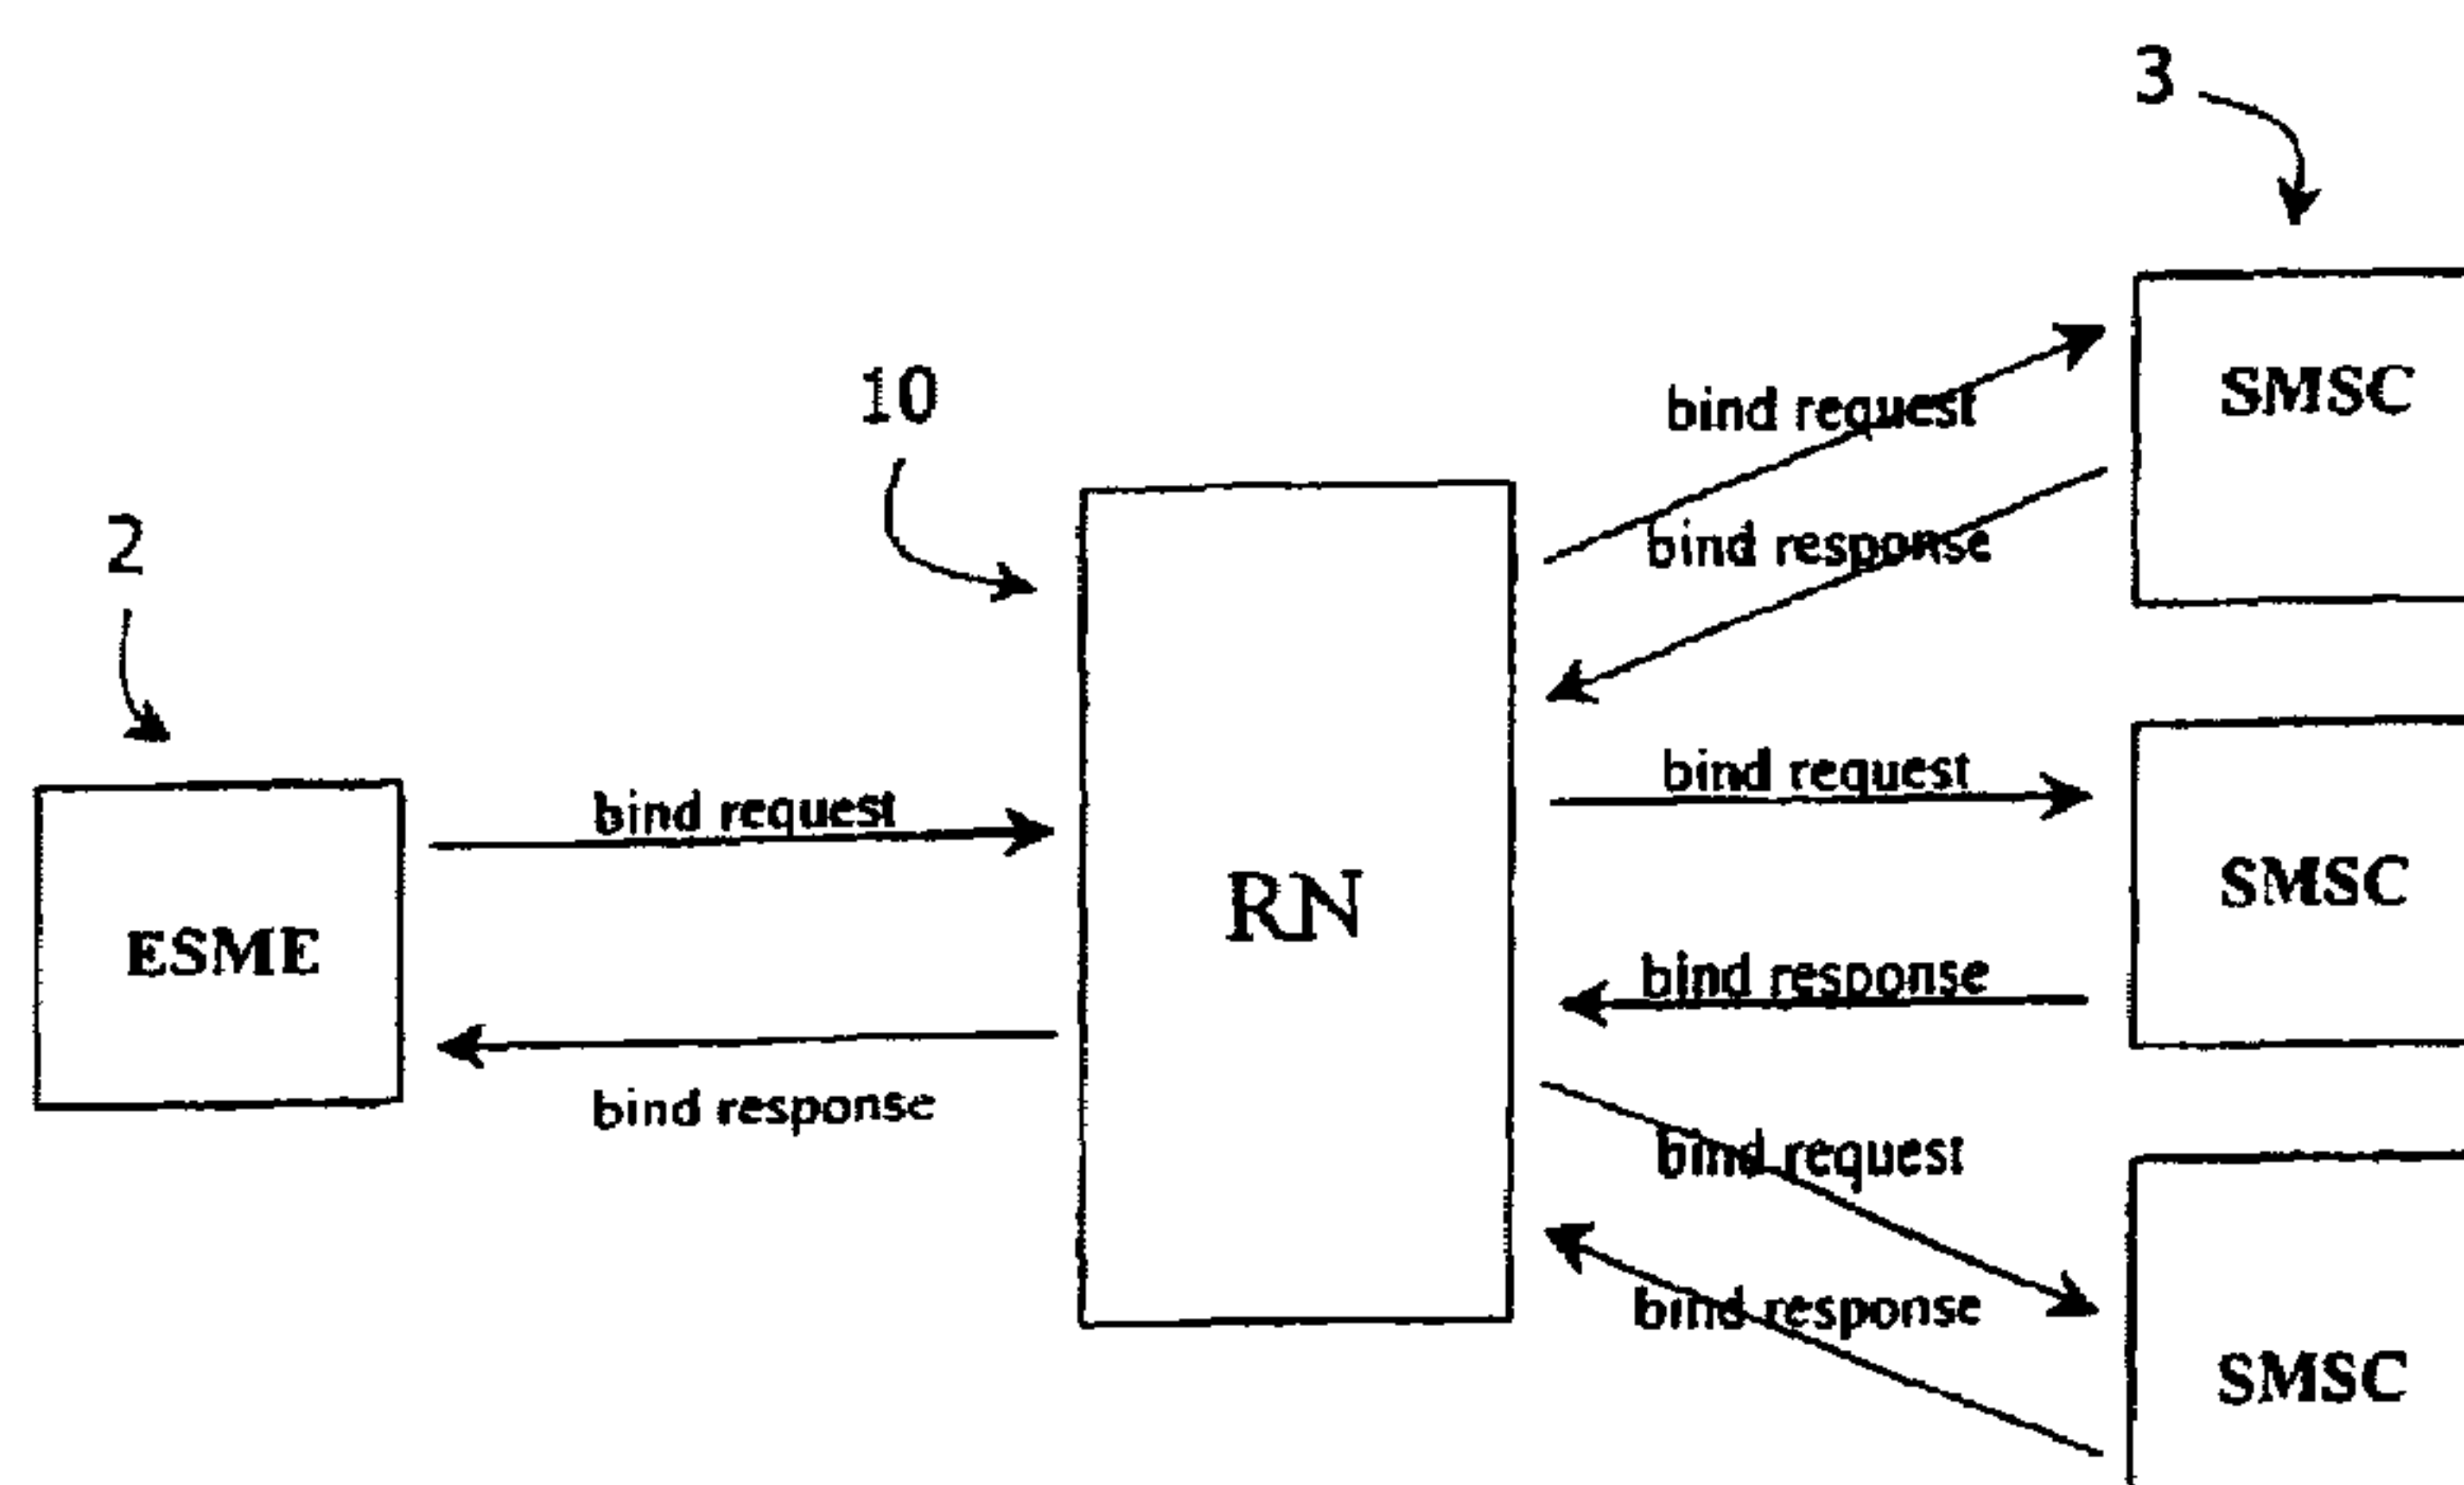 3
10
bind request
SMSC
2
bind response
bind request
bind request
SMSC
ESME
RN
bind response
bind response
bind request
bind response
SMSC